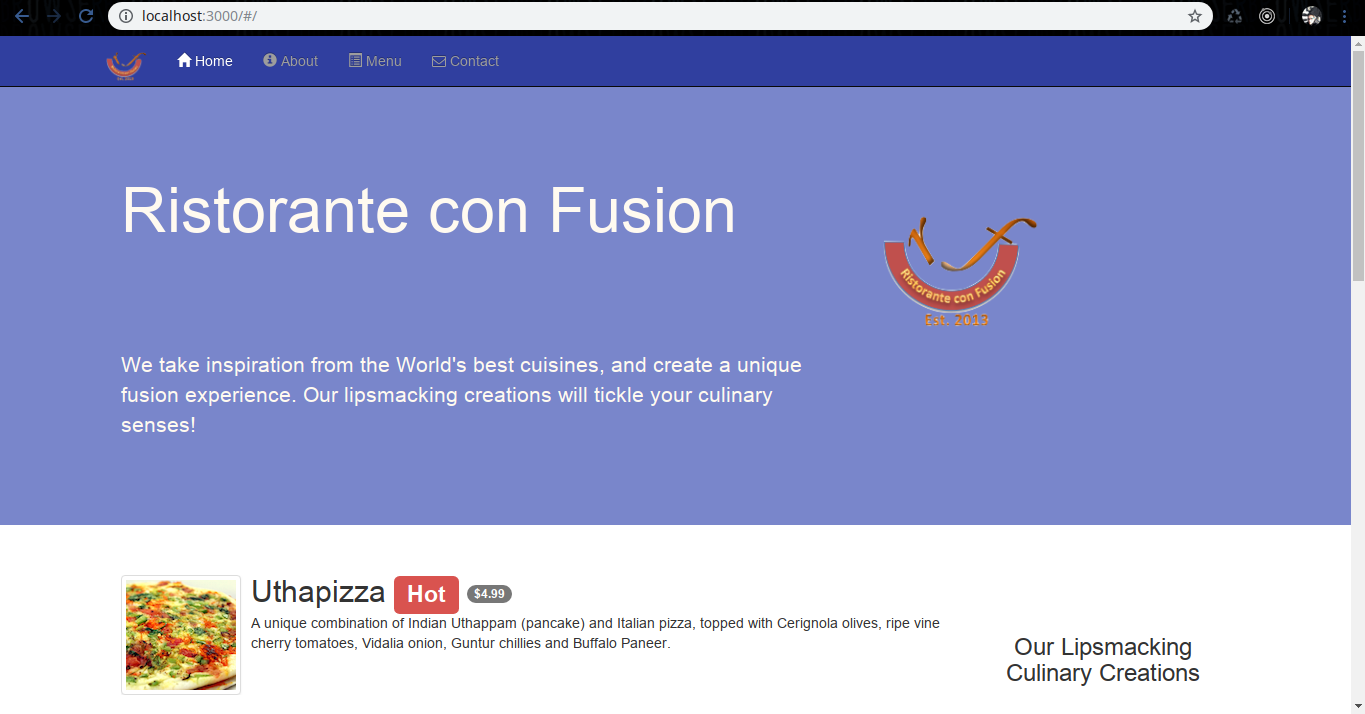 localhost:3000/#/
Home About Menu Contact
Ristorante con Fusion
Ristorante con Fusion
Est. 2013
We take inspiration from the World's best cuisines, and create a unique
fusion experience. Our lipsmacking creations will tickle your culinary
senses!
Uthapizza Hot $4.99
A unique combination of Indian Uthappam (pancake) and Italian pizza, topped with Cerignola olives, ripe vine
cherry tomatoes, Vidalia onion, Guntur chillies and Buffalo Paneer.
Our Lipsmacking
Culinary Creations